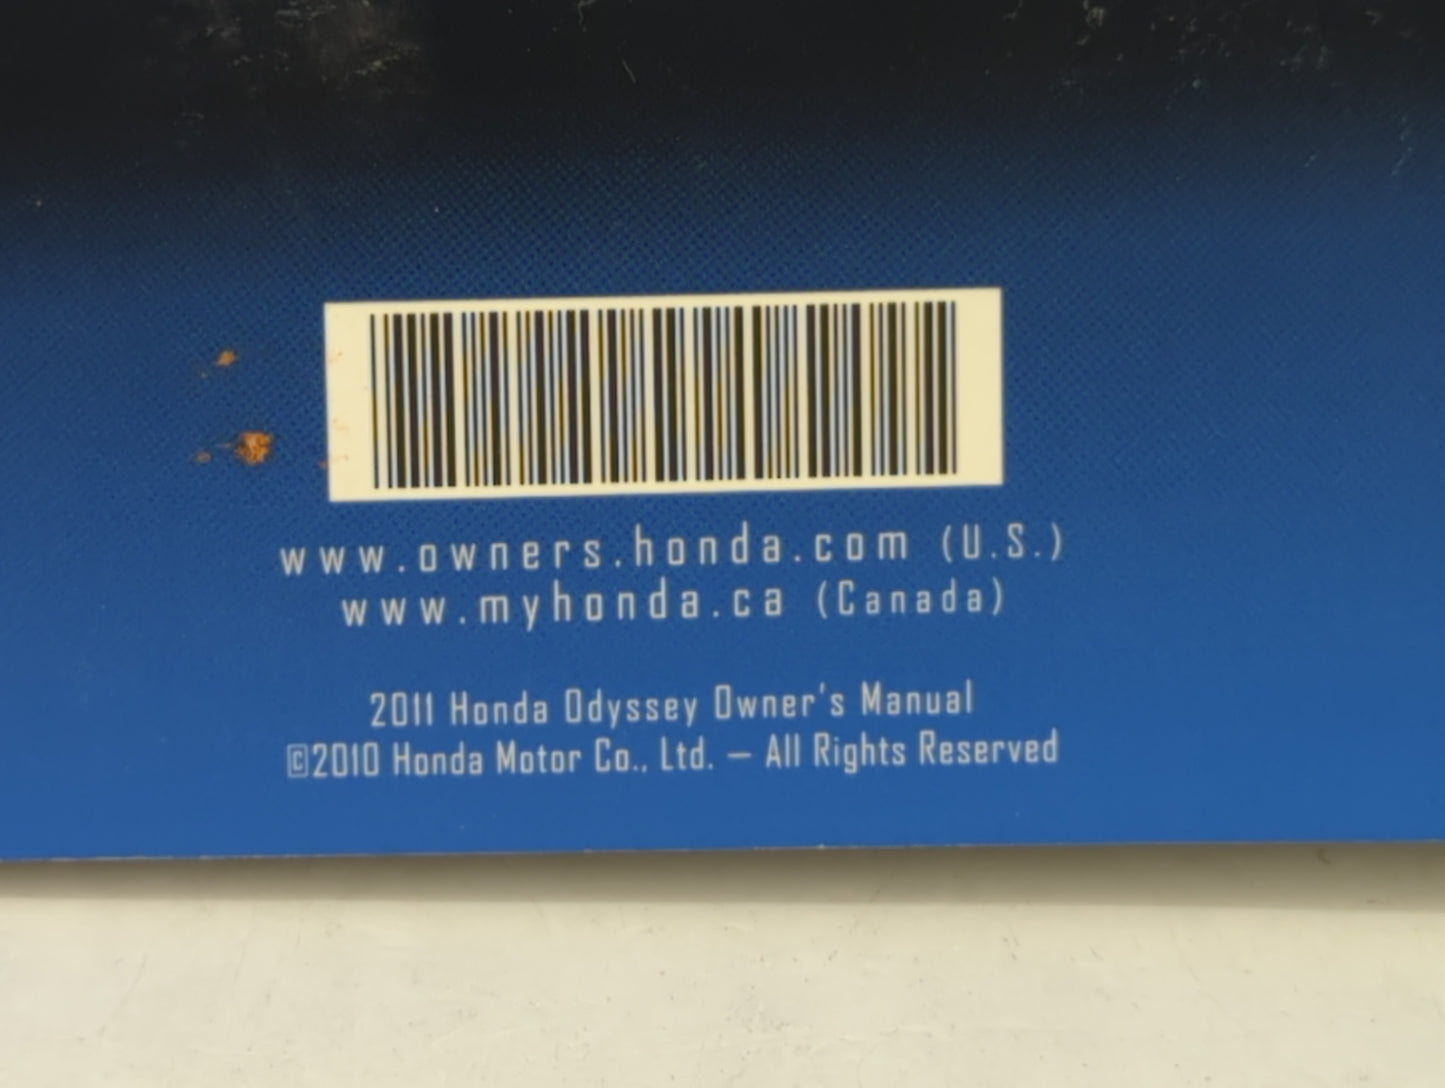 www.owners.honda.com (U.S.)
www.myhonda.ca (Canada)
2011 Honda Odyssey Owner's Manual
©2010 Honda Motor Co., Ltd. — All Rights Reserved